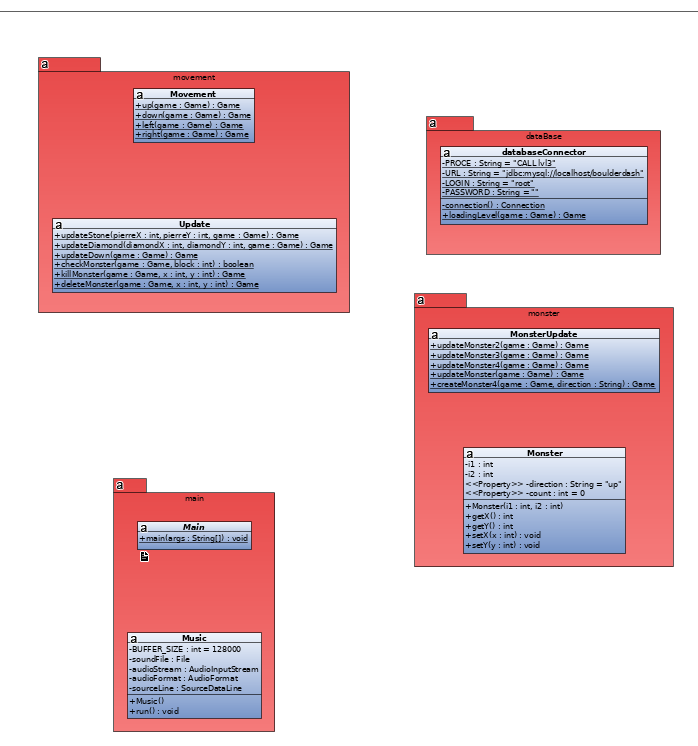 a
movement
a Movement
+up(game : Game) : Game
+down(game : Game) : Game
+left(game : Game) : Game
+right(game : Game) : Game
a Update
+updateStone(pierreX : int, pierreY : int, game : Game) : Game
+updateDiamond(diamondX : int, diamondY : int, game : Game) : Game
+updateDown(game : Game) : Game
+checkMonster(game : Game, block : int) : boolean
+killMonster(game : Game, x : int, y : int) : Game
+deleteMonster(game : Game, x : int, y : int) : Game
a
dataBase
a databaseConnector
-PROCE : String = "CALL lvl3"
-URL : String = "jdbc:mysql://localhost/boulderdash"
-LOGIN : String = "root"
-PASSWORD : String = ""
-connection() : Connection
+loadingLevel(game : Game) : Game
a
monster
a MonsterUpdate
+updateMonster2(game : Game) : Game
+updateMonster3(game : Game) : Game
+updateMonster4(game : Game) : Game
+updateMonster(game : Game) : Game
+createMonster4(game : Game, direction : String) : Game
a Monster
-i1 : int
-i2 : int
<<Property>> -direction : String = "up"
<<Property>> -count : int = 0
+Monster(i1 : int, i2 : int)
+getX() : int
+getY() : int
+setX(x : int) : void
+setY(y : int) : void
a
main
a Main
+main(args : String[]) : void
a Music
-BUFFER_SIZE : int = 128000
-soundFile : File
-audioStream : AudioInputStream
-audioFormat : AudioFormat
-sourceLine : SourceDataLine
+Music()
+run() : void